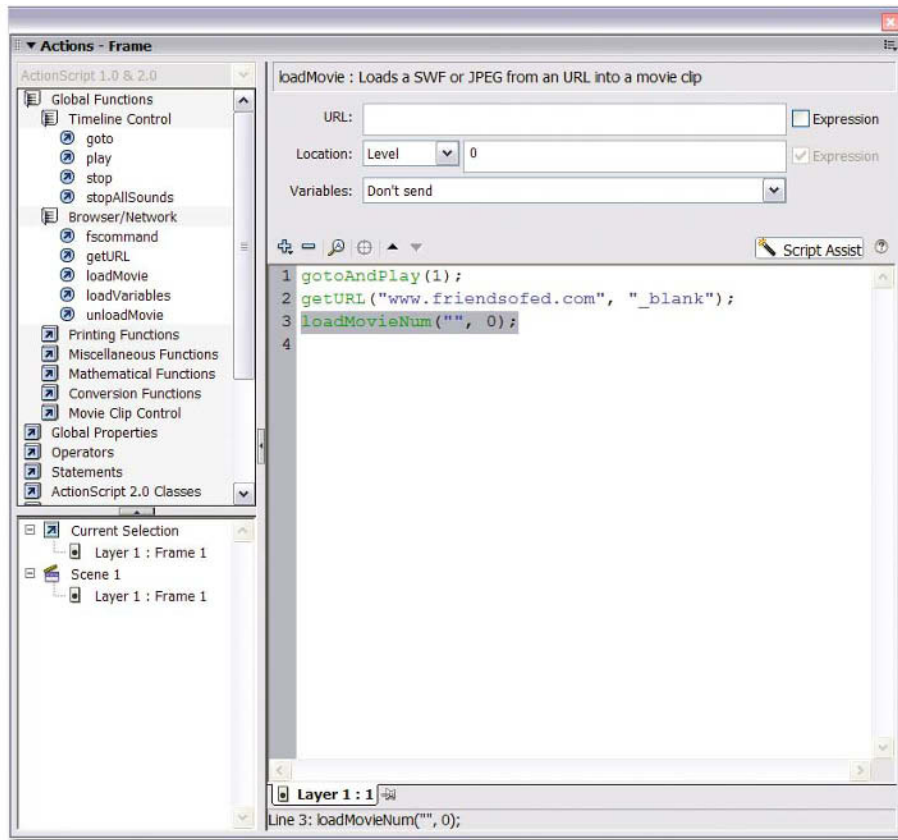 Actions - Frame
ActionScript 1.0 & 2.0
Global Functions
Timeline Control
goto
play
stop
stopAllSounds
Browser/Network
fscommand
getURL
loadMovie
loadVariables
unloadMovie
Printing Functions
Miscellaneous Functions
Mathematical Functions
Conversion Functions
Movie Clip Control
Global Properties
Operators
Statements
ActionScript 2.0 Classes
Current Selection
Layer 1 : Frame 1
Scene 1
Layer 1 : Frame 1
loadMovie : Loads a SWF or JPEG from an URL into a movie clip
URL: Expression
Location: Level 0 Expression
Variables: Don't send
Script Assist
1 gotoAndPlay(1);
2 getURL("www.friendsofed.com", "_blank");
3 loadMovieNum("", 0);
4
Layer 1 : 1
Line 3: loadMovieNum("", 0);